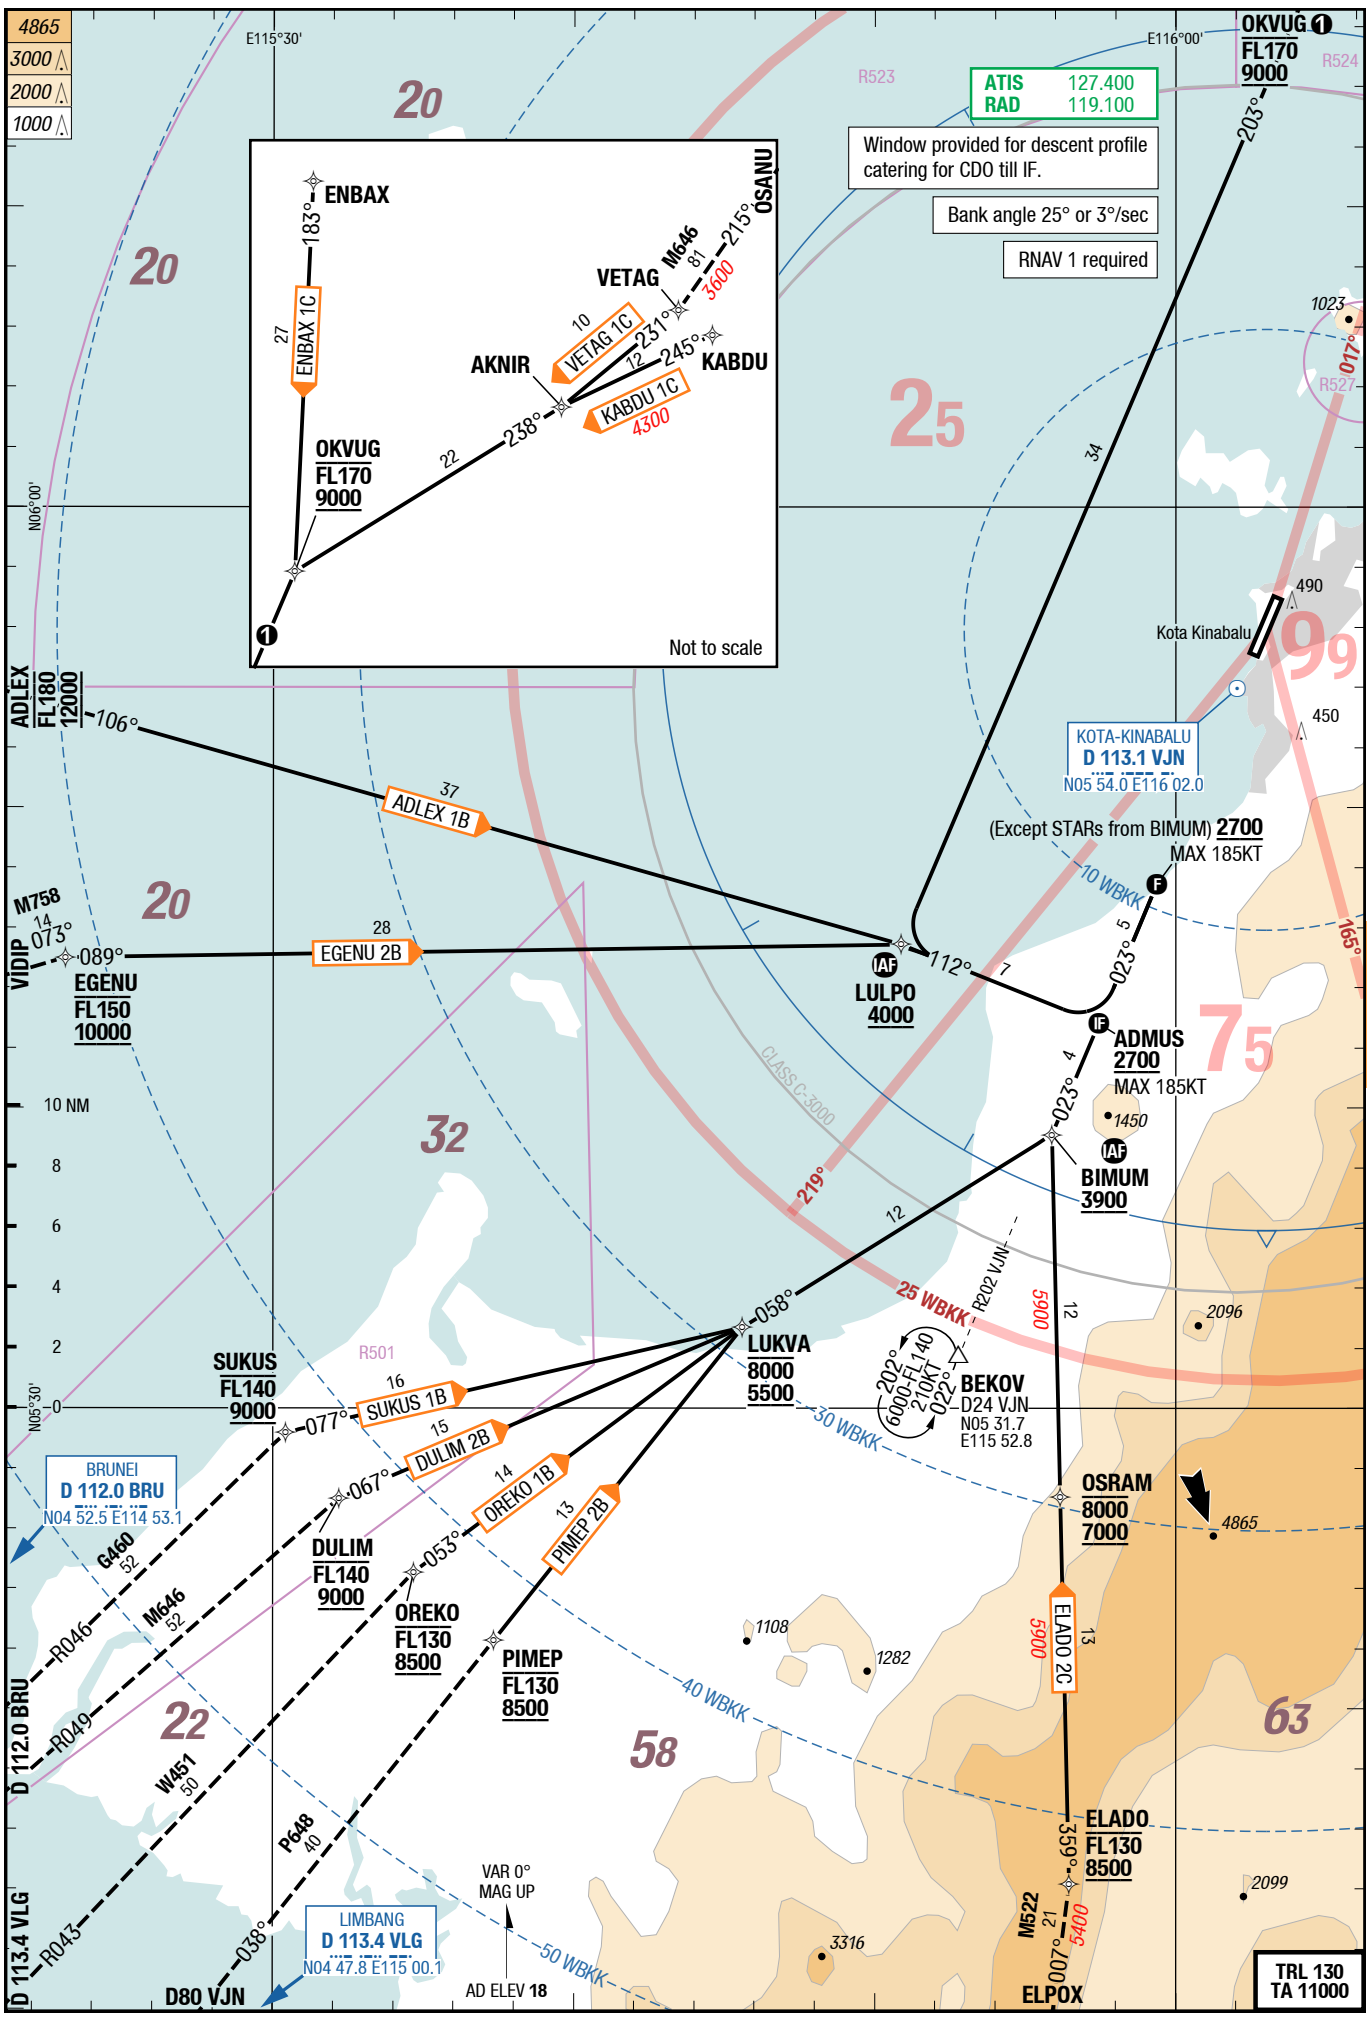 4865
3000
2000
1000
E115°30'
E116°00'
OKVUG 1
FL170
9000
R524
R523
20
ATIS 127.400
RAD 119.100
Window provided for descent profile
catering for CDO till IF.
Bank angle 25° or 3°/sec
RNAV 1 required
203°
ENBAX
183°
27
ENBAX 1C
OSANU
215°
M646
81
3600
VETAG
10
VETAG 1C
231°
245°
12
KABDU
AKNIR
KABDU 1C
4300
238°
22
OKVUG
FL170
9000
1
Not to scale
20
1023
017°
R527
25
34
N06°00'
490
Kota Kinabalu
99
450
KOTA-KINABALU
D 113.1 VJN
N05 54.0 E116 02.0
ADLEX
FL180
12000
106°
37
ADLEX 1B
(Except STARs from BIMUM) 2700
MAX 185KT
10 WBKK
F
5
023°
165°
20
M758
14
073°
VIDIP
089°
28
EGENU 2B
EGENU
FL150
10000
IAF
LULPO
4000
112°
7
IF
ADMUS
2700
MAX 185KT
75
4
023°
1450
IAF
BIMUM
3900
CLASS C-3000
10 NM
8
6
4
2
0
N05°30'
32
219°
12
25 WBKK
R202 VJN
058°
5900
12
2096
LUKVA
8000
5500
R501
SUKUS
FL140
9000
077°
16
SUKUS 1B
15
DULIM 2B
067°
14
OREKO 1B
053°
13
PIMEP 2B
202°
6000-FL140
210KT
022°
BEKOV
D24 VJN
N05 31.7
E115 52.8
30 WBKK
BRUNEI
D 112.0 BRU
N04 52.5 E114 53.1
OSRAM
8000
7000
4865
G460
52
R046
DULIM
FL140
9000
M646
52
R049
OREKO
FL130
8500
PIMEP
FL130
8500
1108
1282
ELADO 2C
13
5900
D 112.0 BRU
22
W451
50
R043
40 WBKK
58
63
P648
40
038°
ELADO
FL130
8500
359°
2099
VAR 0°
MAG UP
AD ELEV 18
D 113.4 VLG
LIMBANG
D 113.4 VLG
N04 47.8 E115 00.1
D80 VJN
50 WBKK
3316
M522
21
5400
007°
ELPOX
TRL 130
TA 11000